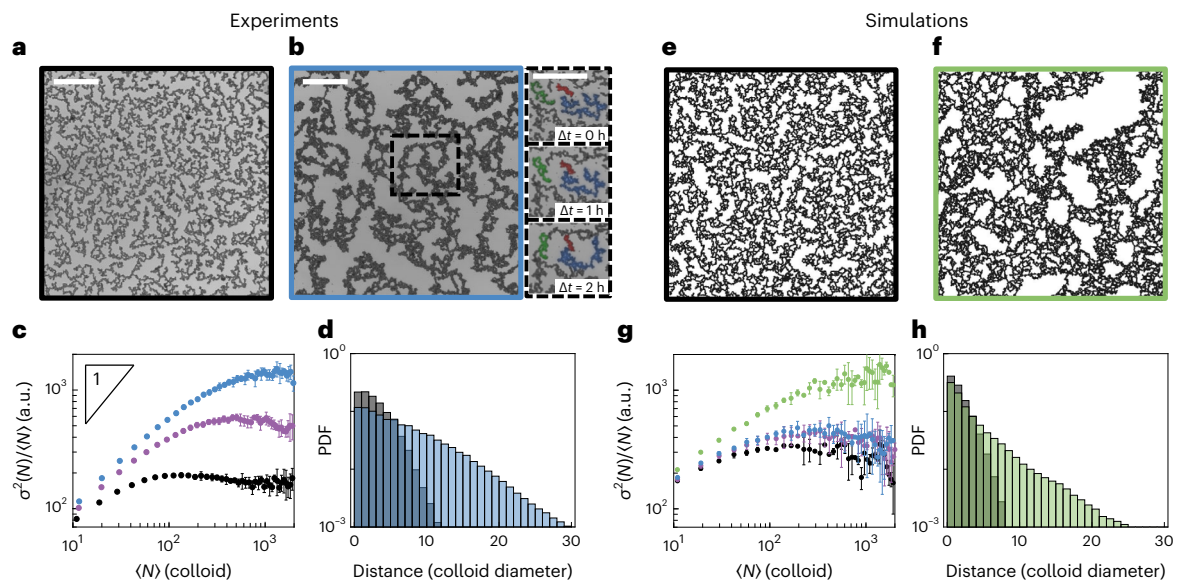 Experiments
Simulations
a
b
e
f
Δt = 0 h
Δt = 1 h
Δt = 2 h
c
d
g
h
σ²(N)/⟨N⟩ (a.u.)
10³
10²
1
10¹
10²
10³
⟨N⟩ (colloid)
PDF
10⁰
10⁻³
0
10
20
30
Distance (colloid diameter)
σ²(N)/⟨N⟩ (a.u.)
10³
10²
10¹
10²
10³
⟨N⟩ (colloid)
PDF
10⁰
10⁻³
0
10
20
30
Distance (colloid diameter)